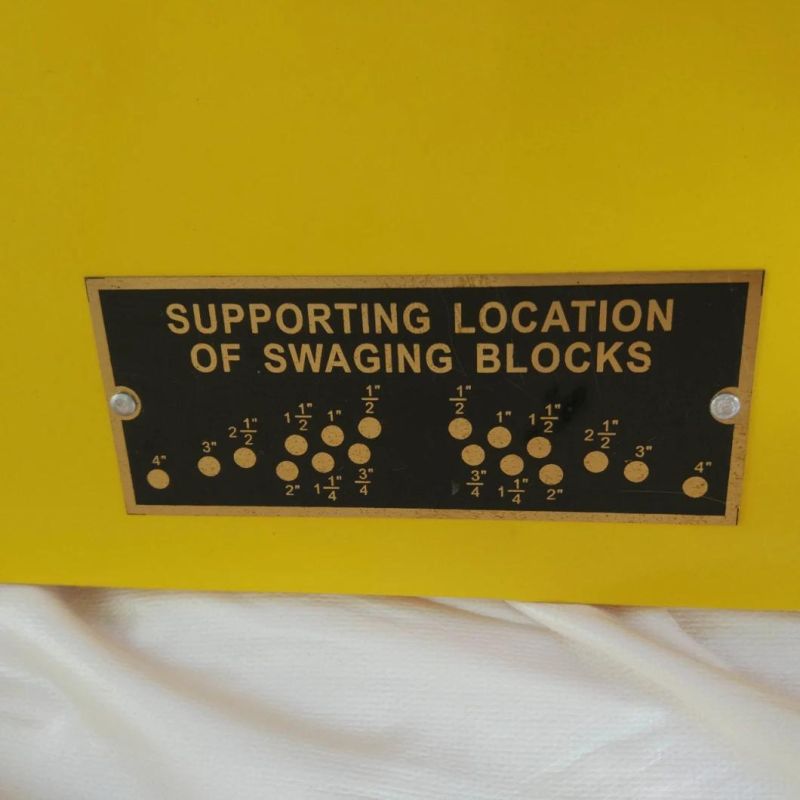 SUPPORTING LOCATION
OF SWAGING BLOCKS
4" 3" 2 1/2" 1 1/2" 1" 1/2" 1/2" 1" 1 1/2" 2 1/2" 3" 4"
2" 1 1/4" 3/4" 3/4" 1 1/4" 2"